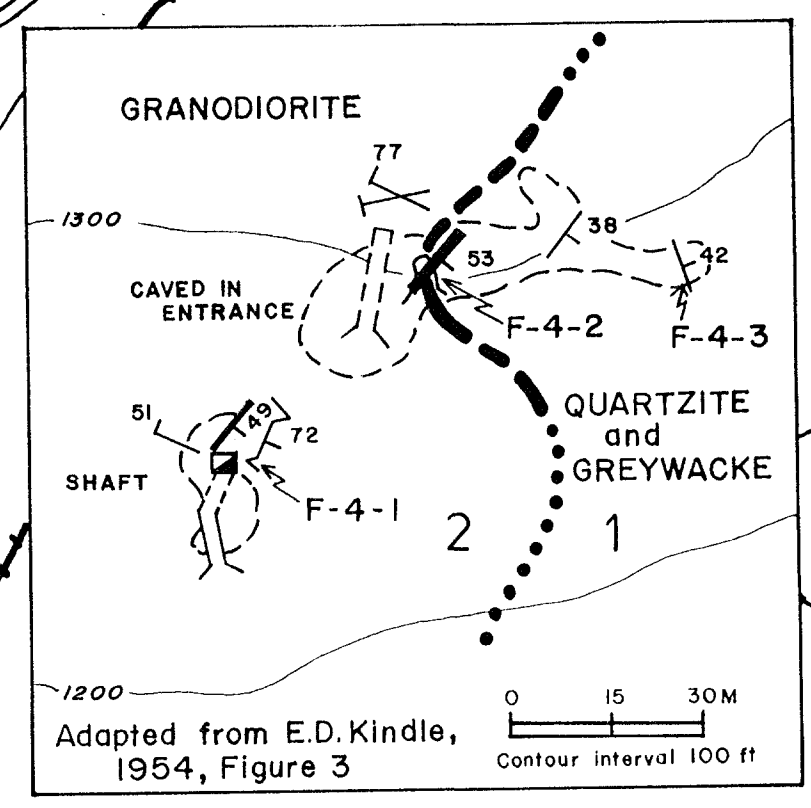 GRANODIORITE
77
1300
38
53
42
CAVED IN
ENTRANCE
F-4-2
F-4-3
51
49
72
QUARTZITE
and
GREYWACKE
SHAFT
F-4-1
2
1
1200
0 15 30 M
Adapted from E.D. Kindle,
1954, Figure 3
Contour interval 100 ft